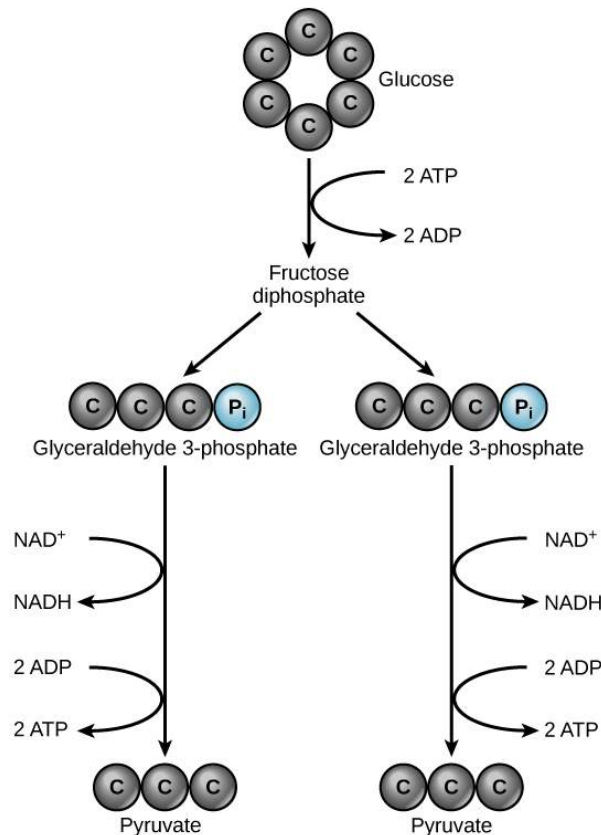 C
C
C
C
C
C
Glucose
2 ATP
2 ADP
Fructose
diphosphate
C C C Pi
Glyceraldehyde 3-phosphate
C C C Pi
Glyceraldehyde 3-phosphate
NAD+
NADH
2 ADP
2 ATP
NAD+
NADH
2 ADP
2 ATP
C C C
Pyruvate
C C C
Pyruvate